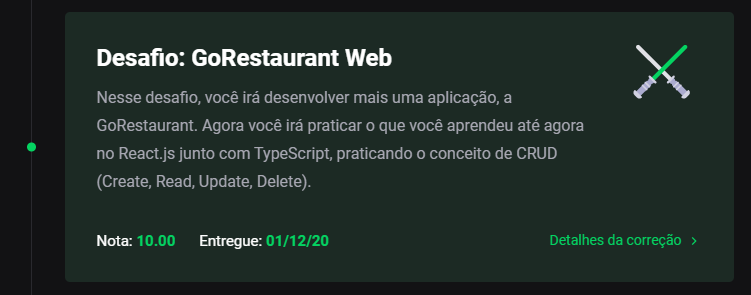 Desafio: GoRestaurant Web
Nesse desafio, você irá desenvolver mais uma aplicação, a
GoRestaurant. Agora você irá praticar o que você aprendeu até agora
no React.js junto com TypeScript, praticando o conceito de CRUD
(Create, Read, Update, Delete).
Nota: 10.00 Entregue: 01/12/20 Detalhes da correção